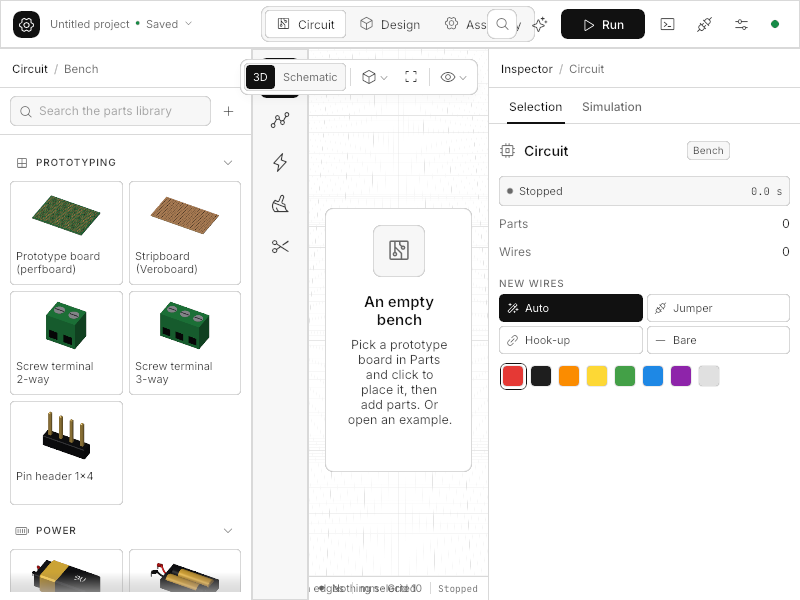 Untitled project • Saved
Circuit
Design
Run
Circuit / Bench
3D Schematic
Inspector / Circuit
Search the parts library
Selection Simulation
PROTOTYPING
Circuit
Bench
Stopped 0.0 s
Parts 0
Wires 0
NEW WIRES
Auto
Jumper
Hook-up
Bare
Prototype board
(perfboard)
Stripboard
(Veroboard)
Screw terminal
2-way
Screw terminal
3-way
Pin header 1×4
POWER
9V
An empty
bench
Pick a prototype
board in Parts
and click to
place it, then
add parts. Or
open an example.
Stopped